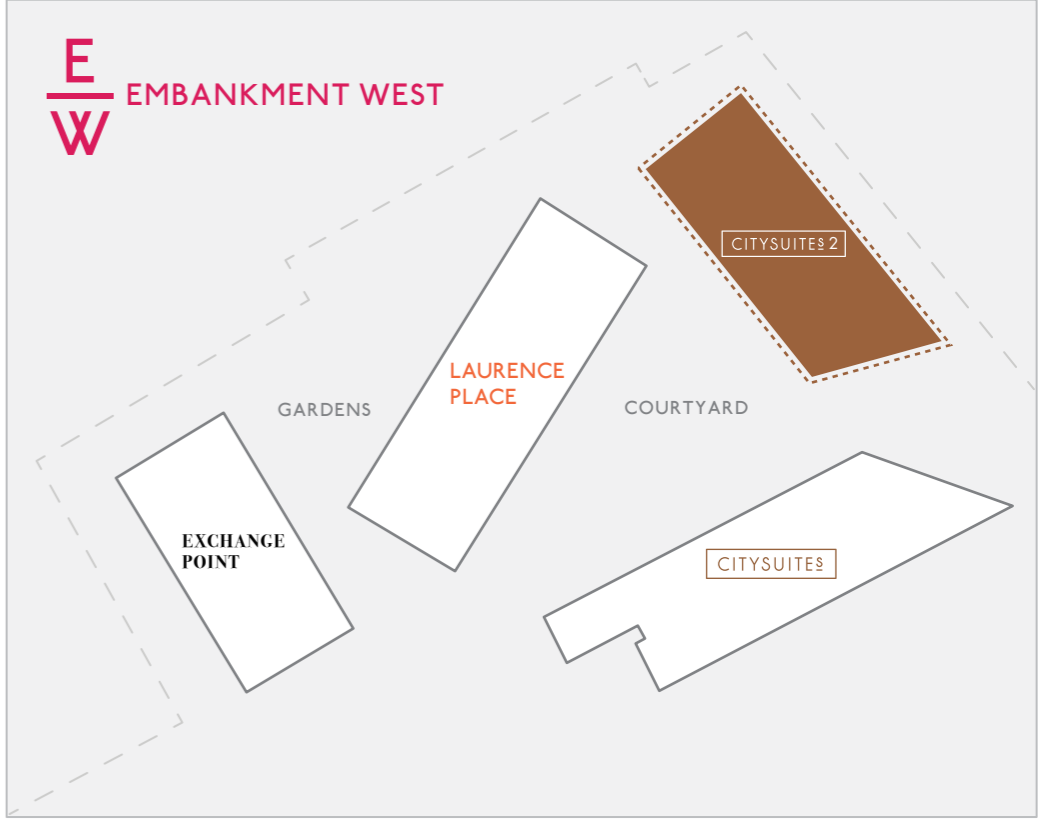 E
W
EMBANKMENT WEST
CITYSUITES 2
LAURENCE
PLACE
GARDENS
COURTYARD
EXCHANGE
POINT
CITYSUITES